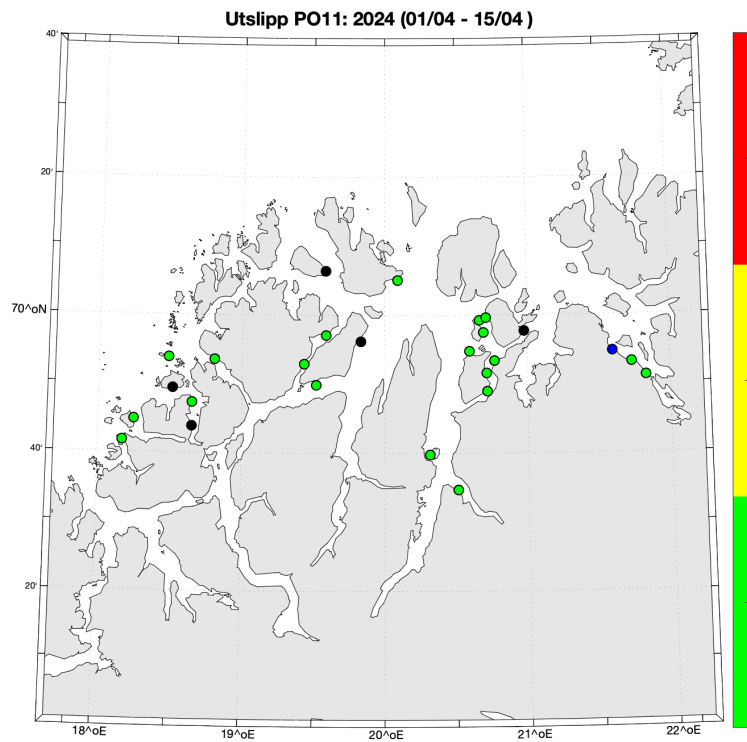 Utslipp PO11: 2024 (01/04 - 15/04 )
40'
20'
70^oN
40'
20'
18^oE
19^oE
20^oE
21^oE
22^oE